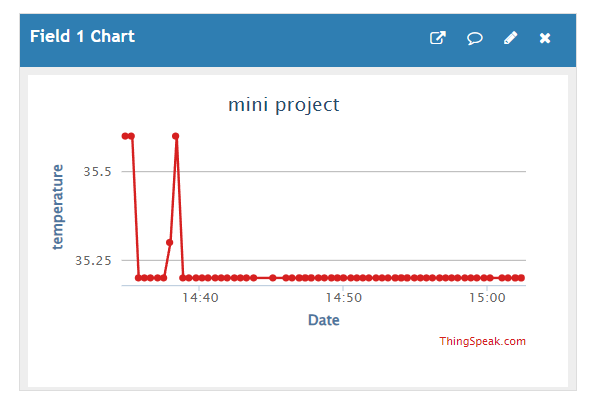 Field 1 Chart
mini project
temperature
35.5
35.25
14:40 14:50 15:00
Date
ThingSpeak.com